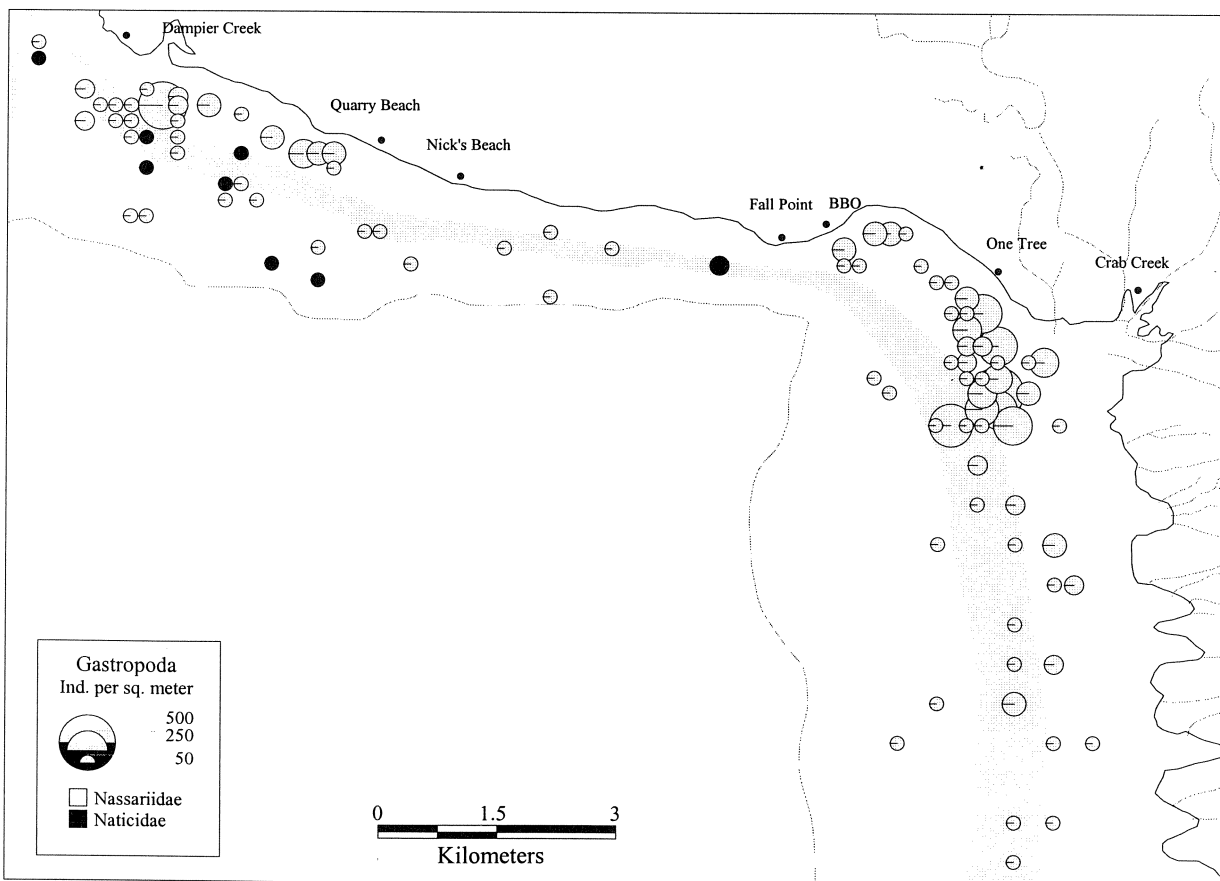 Dampier Creek
Quarry Beach
Nick's Beach
Fall Point
BBO
One Tree
Crab Creek
Gastropoda
Ind. per sq. meter
500
250
50
Nassariidae
Naticidae
0 1.5 3
Kilometers